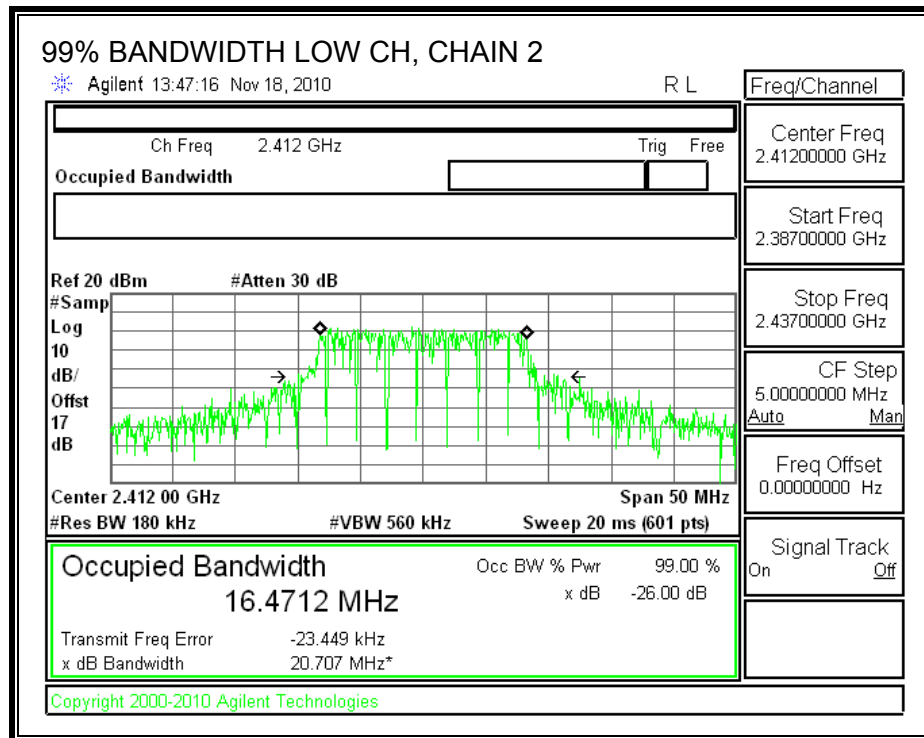 99% BANDWIDTH LOW CH, CHAIN 2
Agilent 13:47:16 Nov 18, 2010 R L
Freq/Channel
Ch Freq 2.412 GHz Trig Free
Occupied Bandwidth
Center Freq
2.41200000 GHz
Start Freq
2.38700000 GHz
Stop Freq
2.43700000 GHz
CF Step
5.00000000 MHz
Auto Man
Freq Offset
0.00000000 Hz
Signal Track
On Off
Ref 20 dBm #Atten 30 dB
#Samp
Log
10
dB/
Offst
17
dB
Center 2.412 00 GHz Span 50 MHz
#Res BW 180 kHz #VBW 560 kHz Sweep 20 ms (601 pts)
Occupied Bandwidth Occ BW % Pwr 99.00 %
16.4712 MHz x dB -26.00 dB
Transmit Freq Error -23.449 kHz
x dB Bandwidth 20.707 MHz*
Copyright 2000-2010 Agilent Technologies